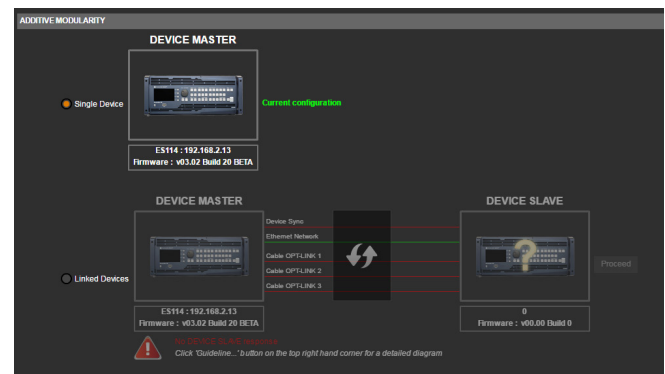 ADDITIVE MODULARITY
DEVICE MASTER
Single Device
Current configuration
ES114 : 192.168.2.13
Firmware : v03.02 Build 20 BETA
DEVICE MASTER
DEVICE SLAVE
Device Sync
Ethernet Network
Cable OPT-LINK 1
Cable OPT-LINK 2
Cable OPT-LINK 3
?
Proceed
Linked Devices
ES114 : 192.168.2.13
Firmware : v03.02 Build 20 BETA
0
Firmware : v00.00 Build 0
No DEVICE SLAVE
Click 'Guideline...' button on the top right hand corner for a detailed diagram